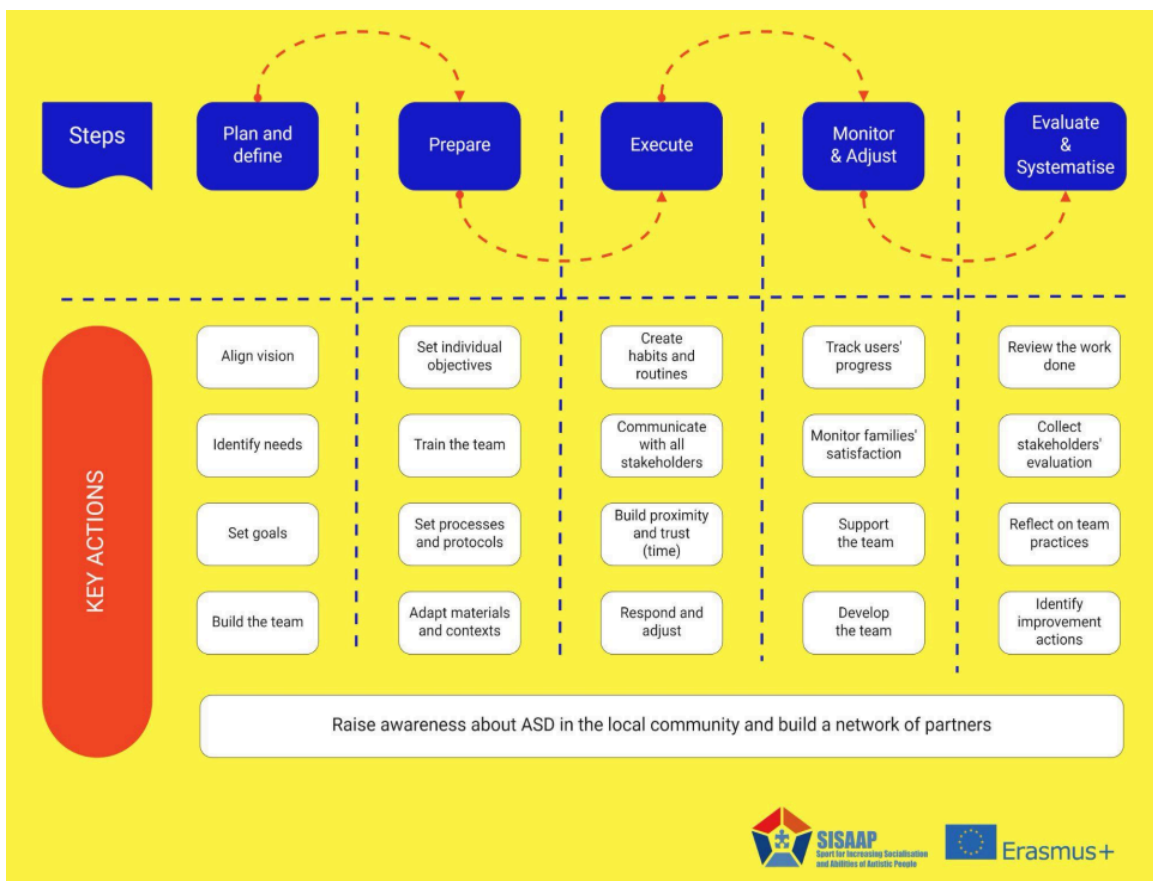 Steps
Plan and
define
Prepare
Execute
Monitor
& Adjust
Evaluate
&
Systematise
KEY ACTIONS
Align vision
Identify needs
Set goals
Build the team
Set individual
objectives
Train the team
Set processes
and protocols
Adapt materials
and contexts
Create
habits and
routines
Communicate
with all
stakeholders
Build proximity
and trust
(time)
Respond and
adjust
Track users'
progress
Monitor families'
satisfaction
Support
the team
Develop
the team
Review the work
done
Collect
stakeholders'
evaluation
Reflect on team
practices
Identify
improvement
actions
Raise awareness about ASD in the local community and build a network of partners
SISAAP
Sport for Increasing Socialisation
and Abilities of Autistic People
Erasmus+